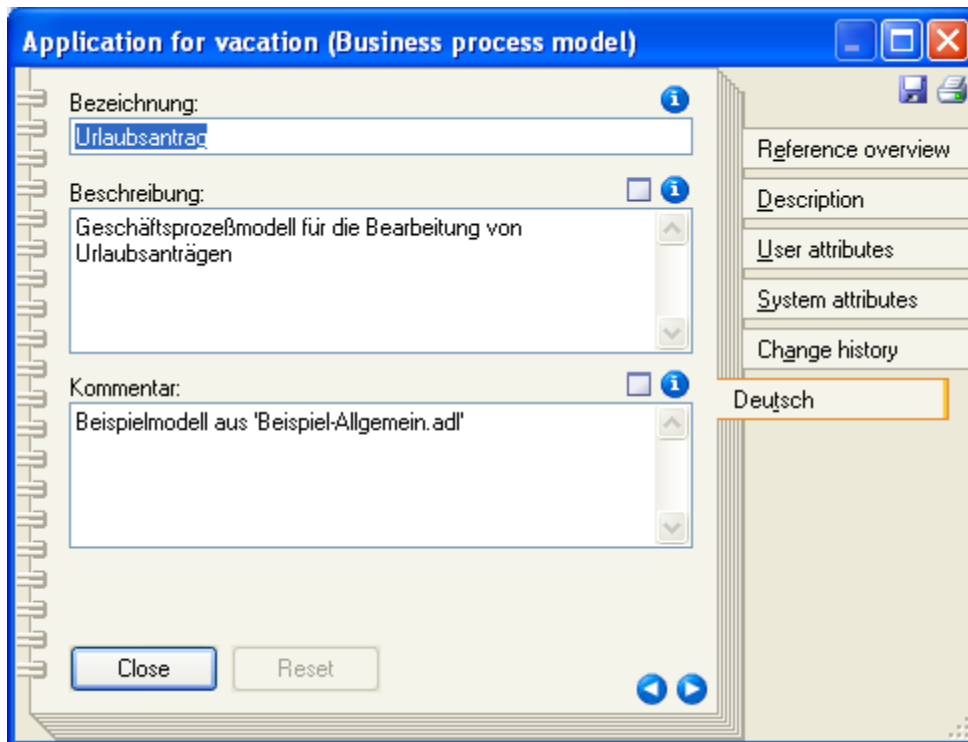 Application for vacation (Business process model)
Bezeichnung:
Urlaubsantrag
Beschreibung:
Geschäftsprozeßmodell für die Bearbeitung von
Urlaubsanträgen
Kommentar:
Beispielmodell aus 'Beispiel-Allgemein.adl'
Close
Reset
Reference overview
Description
User attributes
System attributes
Change history
Deutsch